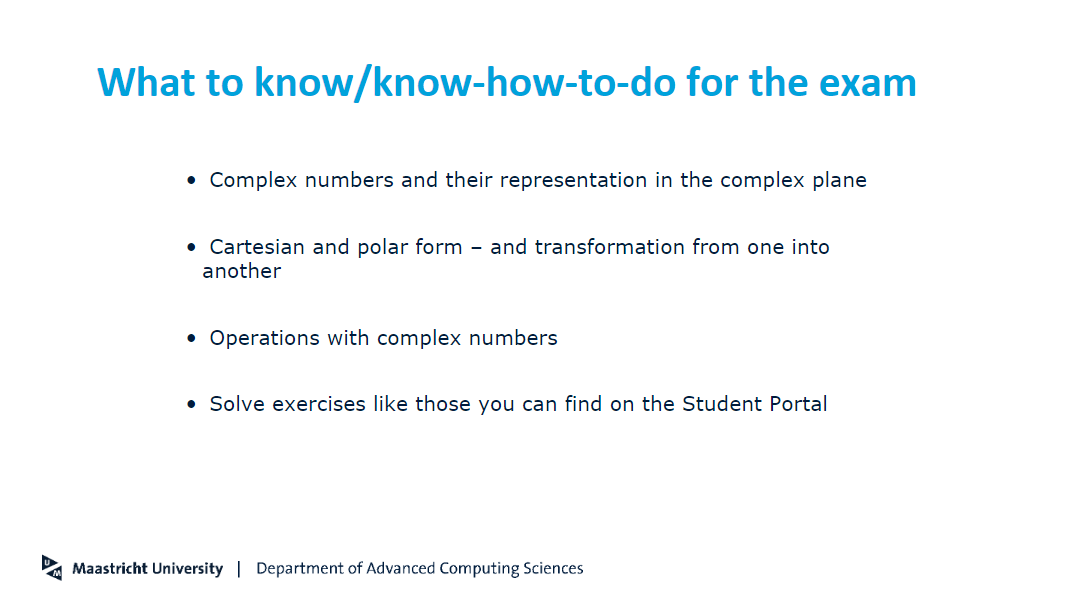 What to know/know-how-to-do for the exam
• Complex numbers and their representation in the complex plane
• Cartesian and polar form – and transformation from one into
another
• Operations with complex numbers
• Solve exercises like those you can find on the Student Portal
UM Maastricht University | Department of Advanced Computing Sciences